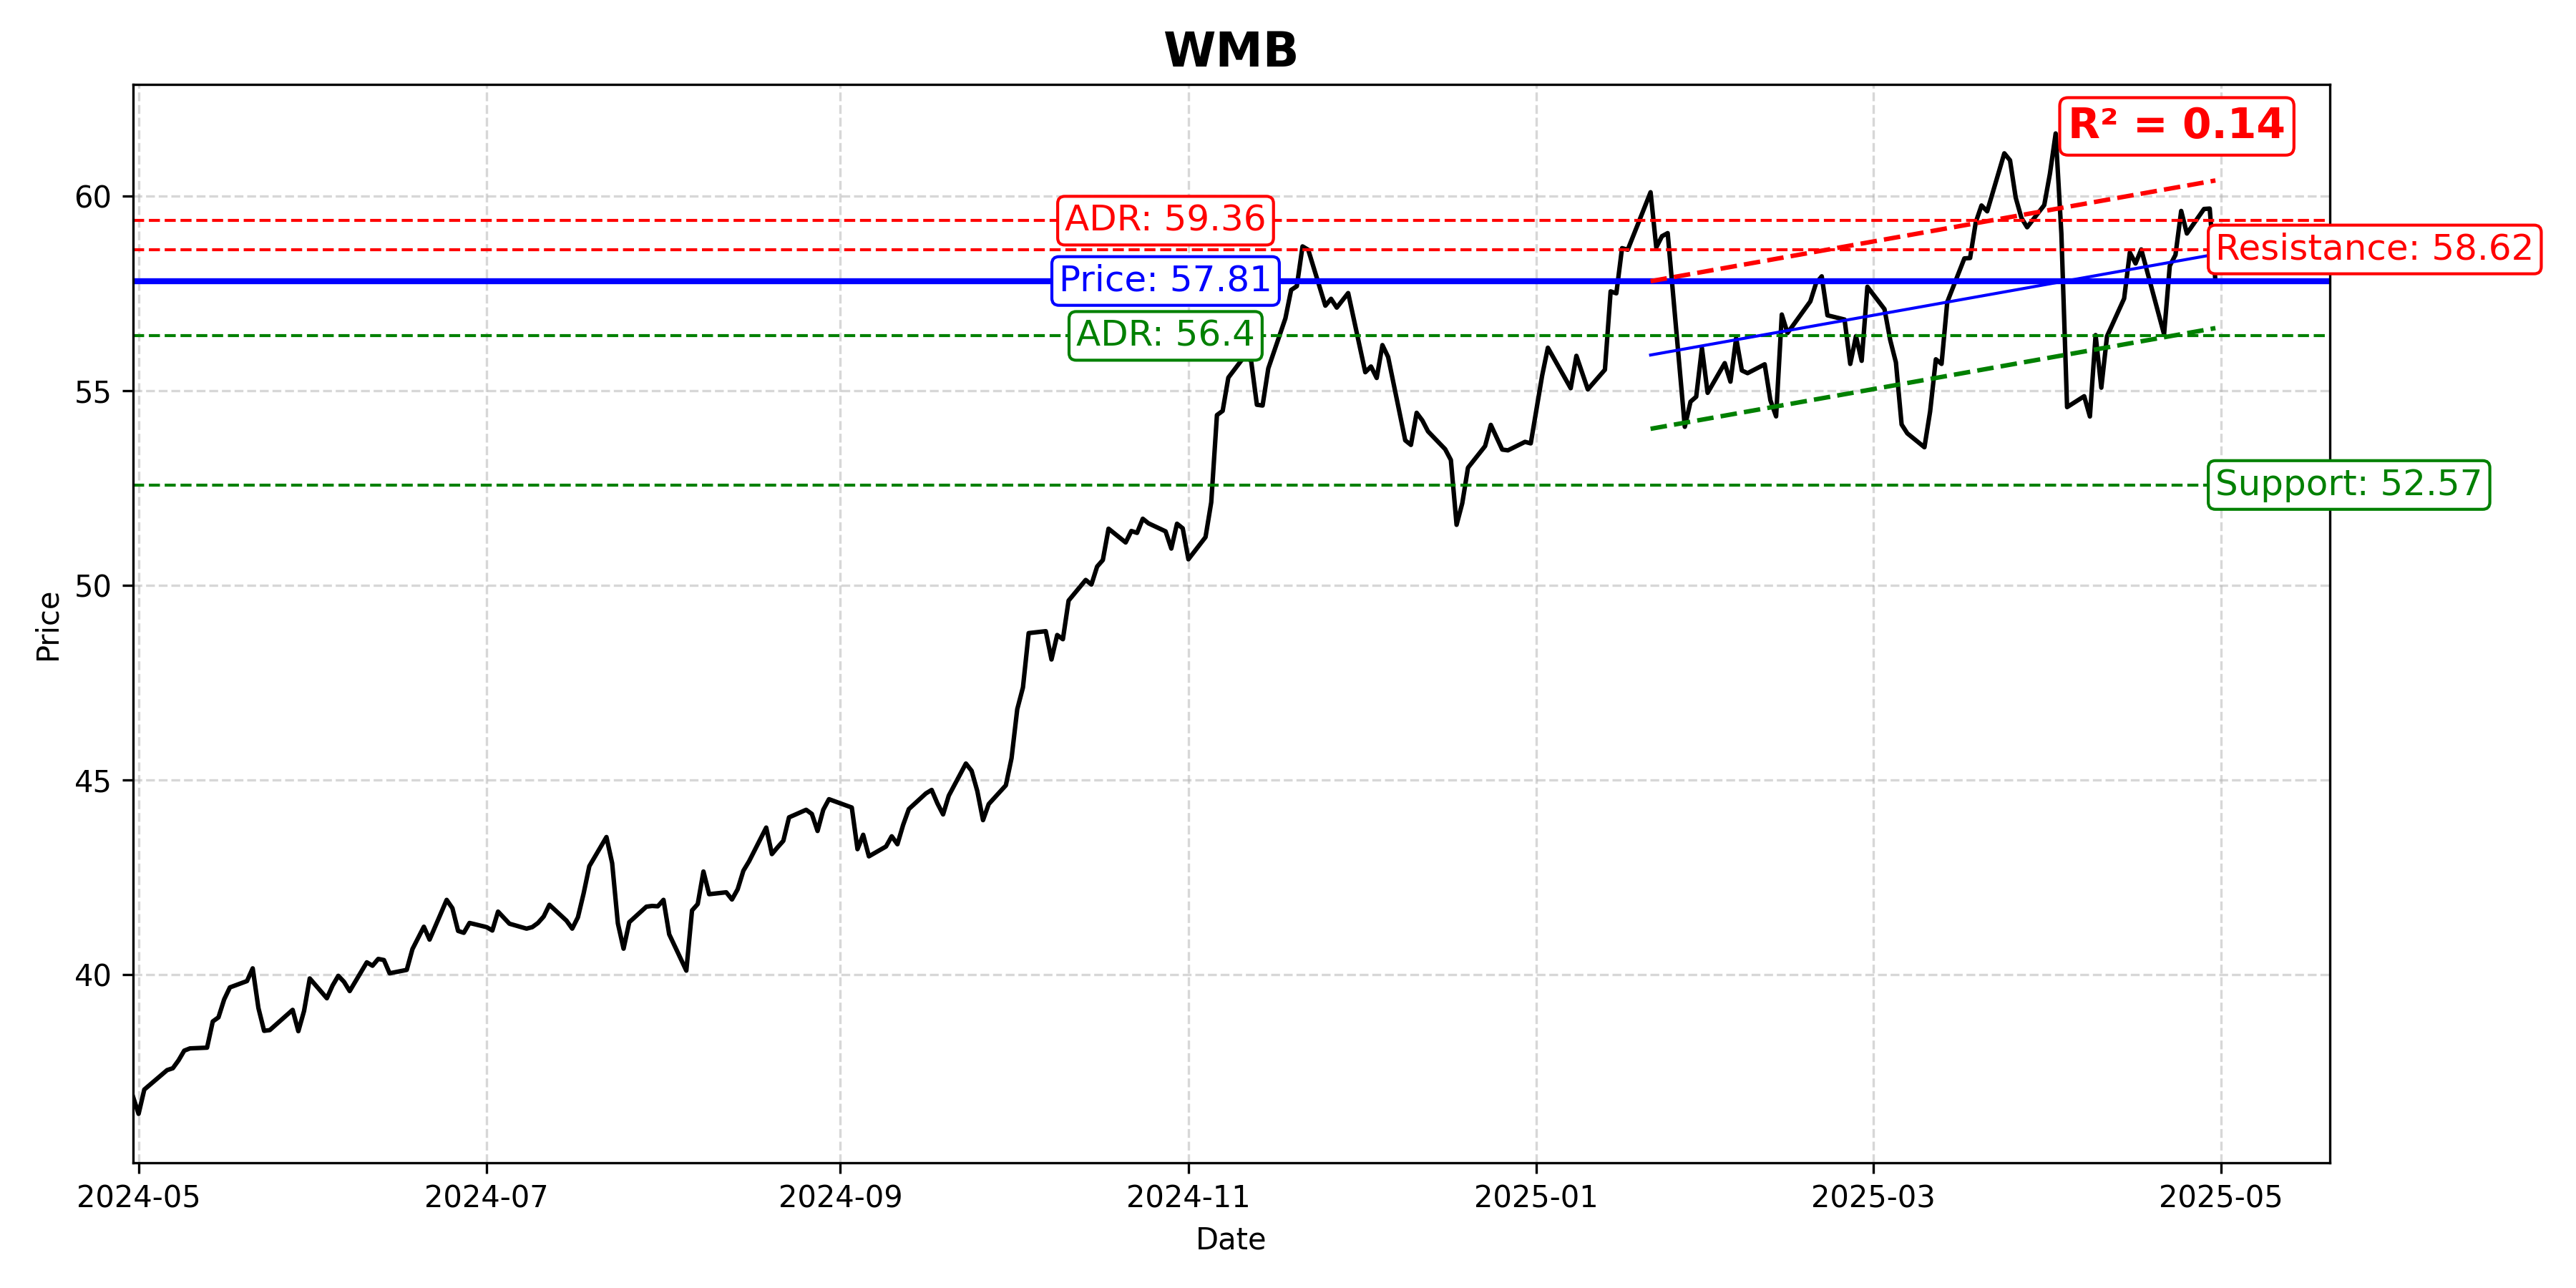 WMB
R² = 0.14
ADR: 59.36
Resistance: 58.62
Price: 57.81
ADR: 56.4
Support: 52.57
Price
60
55
50
45
40
2024-05 2024-07 2024-09 2024-11 2025-01 2025-03 2025-05
Date